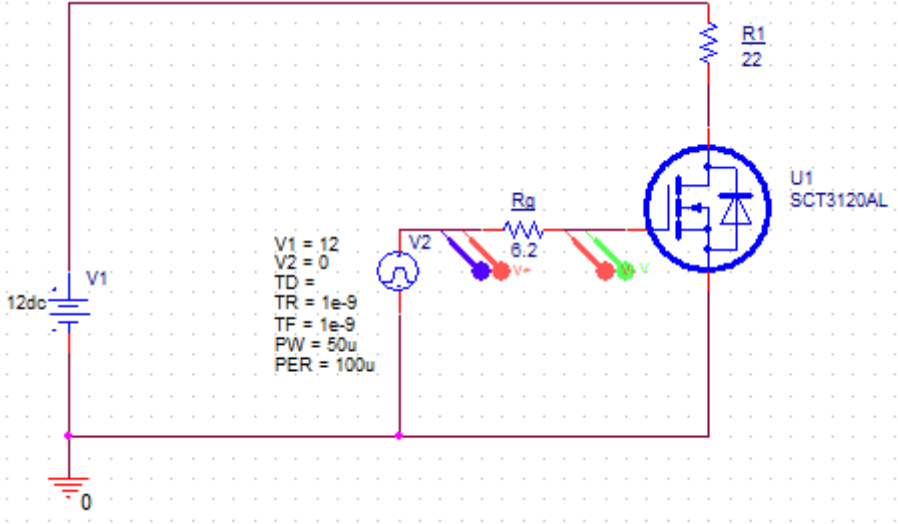 R1
22
U1
SCT3120AL
Rg
6.2
V+
V
V2
V1 = 12
V2 = 0
TD =
TR = 1e-9
TF = 1e-9
PW = 50u
PER = 100u
V1
12dc
0